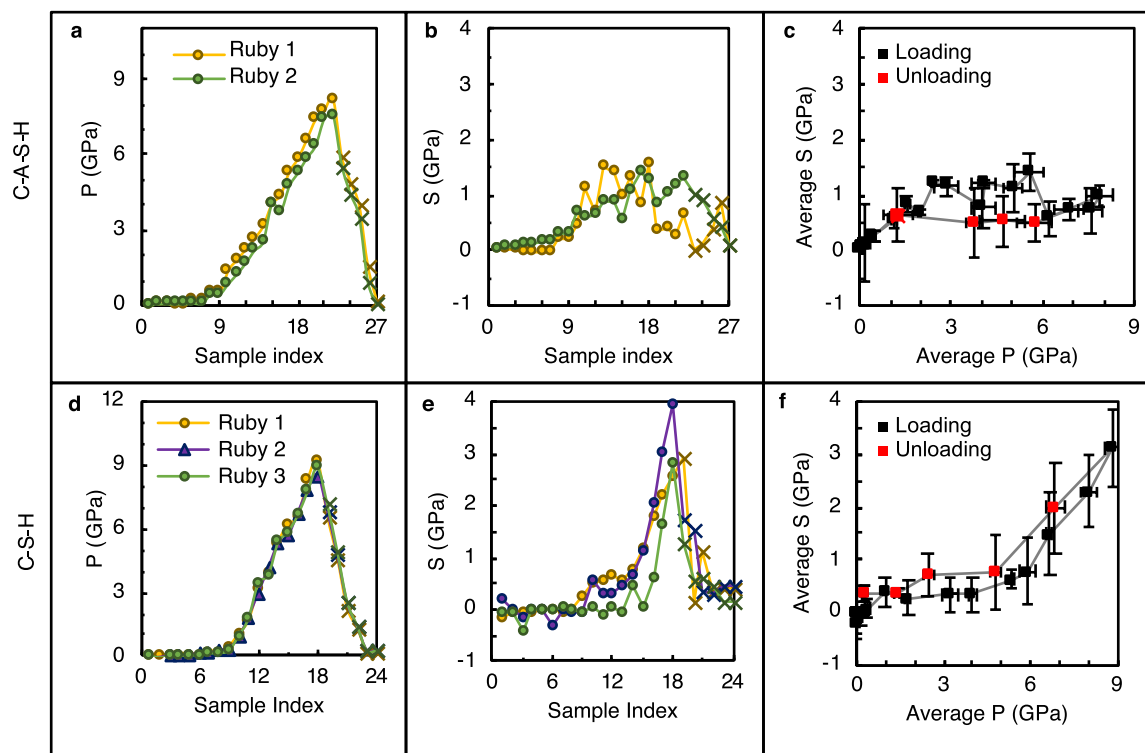 a
Ruby 1
Ruby 2
9
6
3
0
P (GPa)
0 9 18 27
Sample index
b
4
3
2
1
0
-1
S (GPa)
0 9 18 27
Sample index
c
Loading
Unloading
4
3
2
1
0
-1
Average S (GPa)
0 3 6 9
Average P (GPa)
C-A-S-H
d
Ruby 1
Ruby 2
Ruby 3
12
9
6
3
0
P (GPa)
0 6 12 18 24
Sample Index
e
4
3
2
1
0
-1
S (GPa)
0 6 12 18 24
Sample Index
f
Loading
Unloading
4
3
2
1
0
-1
Average S (GPa)
0 3 6 9
Average P (GPa)
C-S-H